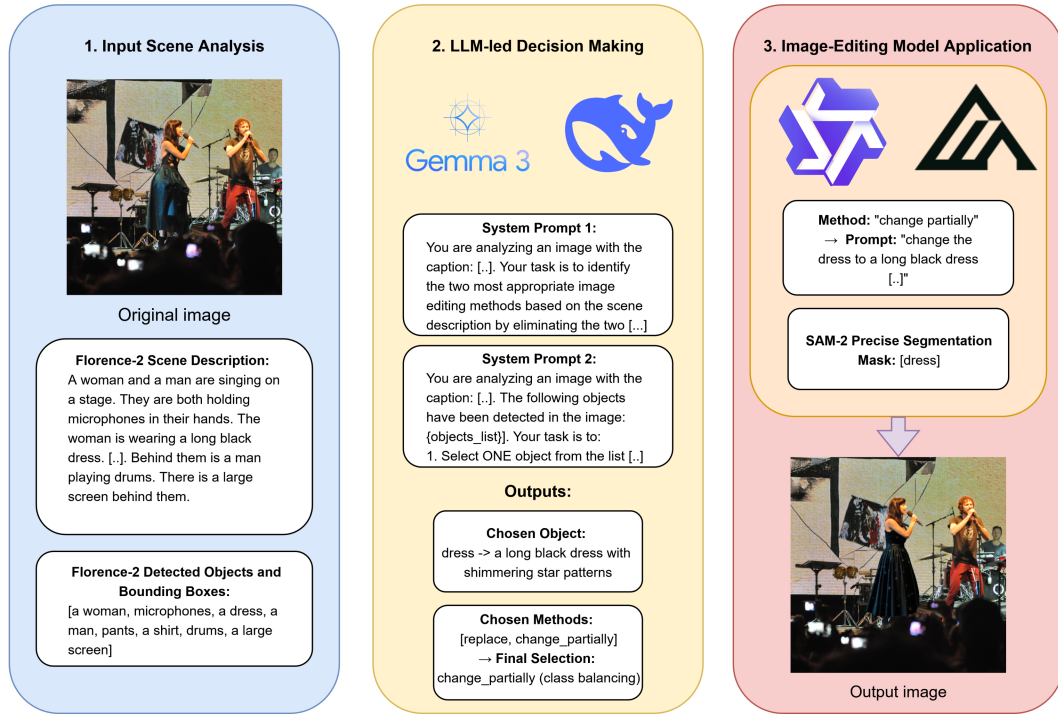 1. Input Scene Analysis
Original image
Florence-2 Scene Description:
A woman and a man are singing on
a stage. They are both holding
microphones in their hands. The
woman is wearing a long black
dress. [..]. Behind them is a man
playing drums. There is a large
screen behind them.
Florence-2 Detected Objects and
Bounding Boxes:
[a woman, microphones, a dress, a
man, pants, a shirt, drums, a large
screen]
2. LLM-led Decision Making
Gemma 3
System Prompt 1:
You are analyzing an image with the
caption: [..]. Your task is to identify
the two most appropriate image
editing methods based on the scene
description by eliminating the two [...]
System Prompt 2:
You are analyzing an image with the
caption: [..]. The following objects
have been detected in the image:
{objects_list}]. Your task is to:
1. Select ONE object from the list [..]
Outputs:
Chosen Object:
dress -> a long black dress with
shimmering star patterns
Chosen Methods:
[replace, change_partially]
→ Final Selection:
change_partially (class balancing)
3. Image-Editing Model Application
Method: "change partially"
→ Prompt: "change the
dress to a long black dress
[..]"
SAM-2 Precise Segmentation
Mask: [dress]
Output image